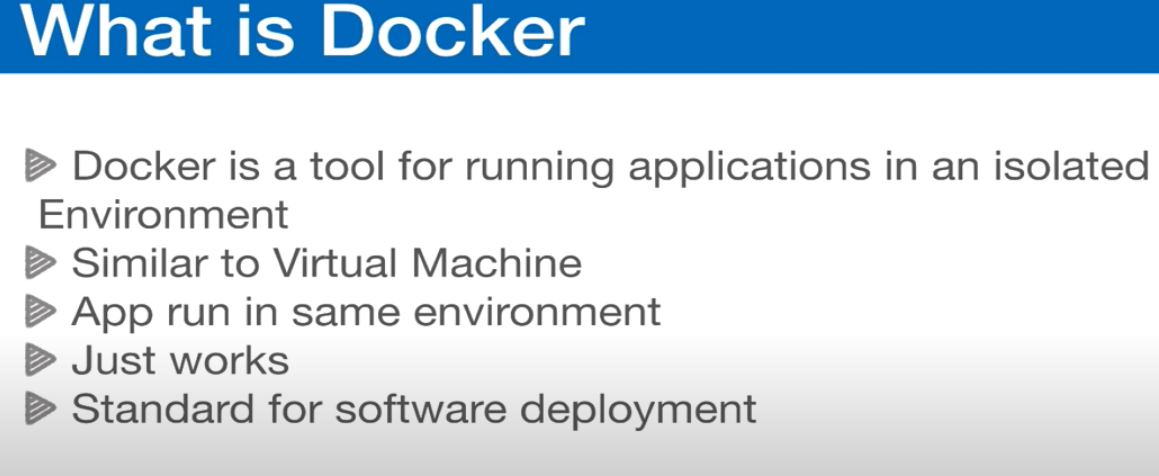 What is Docker
Docker is a tool for running applications in an isolated
Environment
Similar to Virtual Machine
App run in same environment
Just works
Standard for software deployment